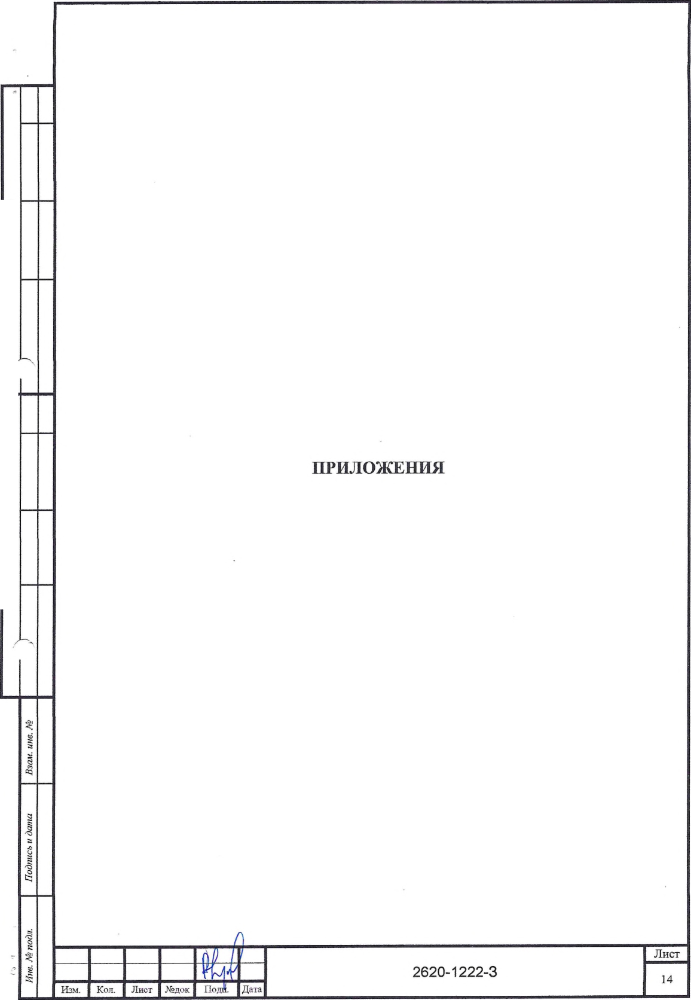 ПРИЛОЖЕНИЯ
Взам. инв. №
Подпись и дата
Инв. № подл.
Изм. Кол. Лист №док Подп. Дата
2620-1222-3
Лист
14